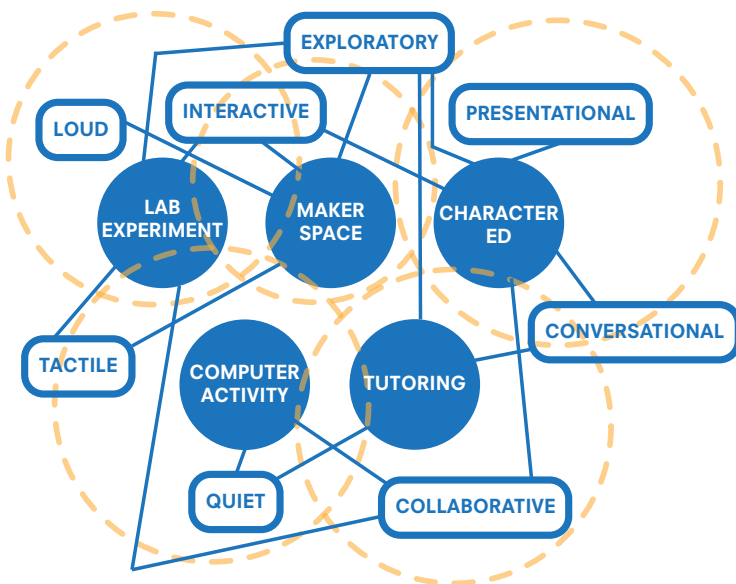 EXPLORATORY
INTERACTIVE
PRESENTATIONAL
LOUD
LAB
EXPERIMENT
MAKER
SPACE
CHARACTER
ED
CONVERSATIONAL
TACTILE
COMPUTER
ACTIVITY
TUTORING
QUIET
COLLABORATIVE